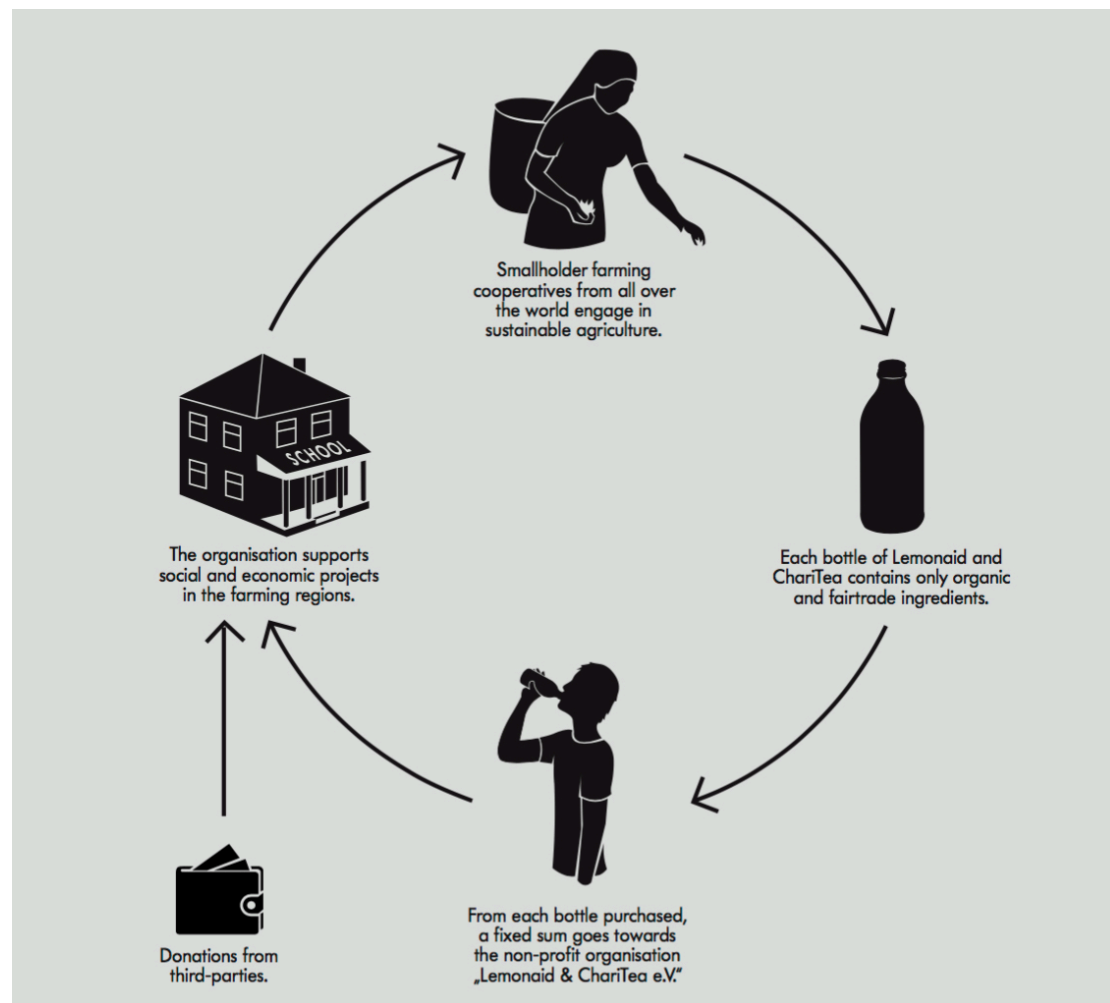 Smallholder farming
cooperatives from all over
the world engage in
sustainable agriculture.
SCHOOL
The organisation supports
social and economic projects
in the farming regions.
Each bottle of Lemonaid and
ChariTea contains only organic
and fairtrade ingredients.
From each bottle purchased,
a fixed sum goes towards
the non-profit organisation
„Lemonaid & ChariTea e.V.“
Donations from
third-parties.